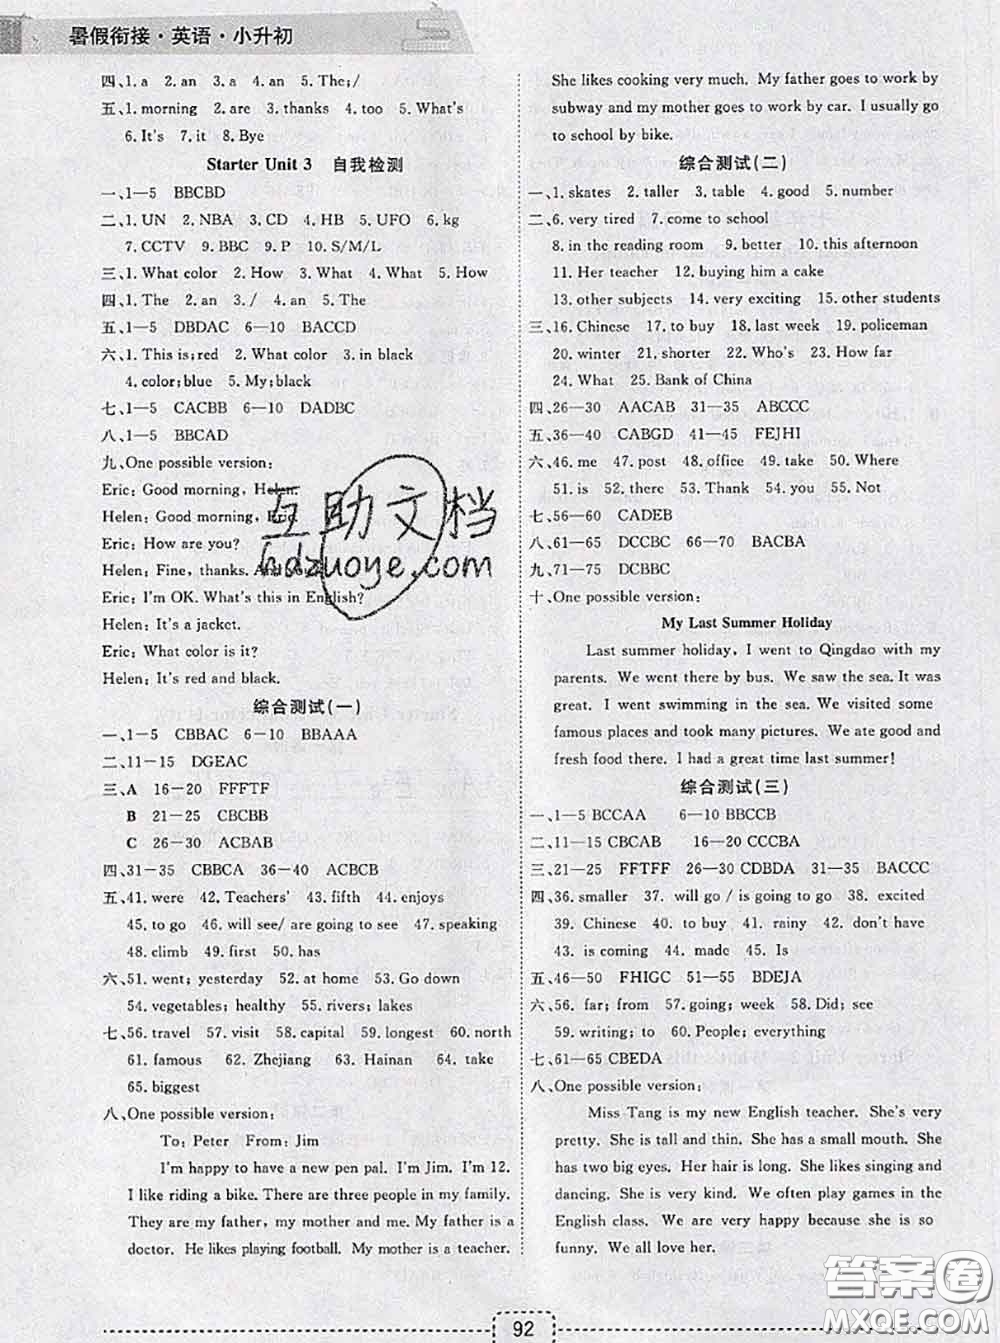 暑假衔接·英语·小升初
四、1. a 2. an 3. a 4. an 5. The;/
五、1. morning 2. are 3. thanks 4. too 5. What's
6. It's 7. it 8. Bye
Starter Unit 3 自我检测
一、1—5 BBCBD
二、1. UN 2. NBA 3. CD 4. HB 5. UFO 6. kg
7. CCTV 9. BBC 9. P 10. S/M/L
三、1. What color 2. How 3. What 4. What 5. How
四、1. The 2. an 3. / 4. an 5. The
五、1—5 DBDAC 6—10 BACCD
六、1. This is;red 2. What color 3. in black
4. color;blue 5. My;black
七、1—5 CACBB 6—10 DADBC
八、1—5 BBCAD
九、One possible version:
Eric: Good morning, Helen.
Helen: Good morning, Eric.
Eric: How are you?
Helen: Fine, thanks. And you?
Eric: I'm OK. What's this in English?
Helen: It's a jacket.
Eric: What color is it?
Helen: It's red and black.
综合测试(一)
一、1—5 CBBAC 6—10 BBAAA
二、11—15 DGEAC
三、A 16—20 FFFTF
B 21—25 CBCBB
C 26—30 ACBAB
四、31—35 CBBCA 36—40 ACBCB
五、41. were 42. Teachers' 43. fifth 44. enjoys
45. to go 46. will see/ are going to see 47. speaking
48. climb 49. first 50. has
六、51. went; yesterday 52. at home 53. Go down
54. vegetables; healthy 55. rivers; lakes
七、56. travel 57. visit 58. capital 59. longest 60. north
61. famous 62. Zhejiang 63. Hainan 64. take
65. biggest
八、One possible version:
To: Peter From: Jim
I'm happy to have a new pen pal. I'm Jim. I'm 12.
I like riding a bike. There are three people in my family.
They are my father, my mother and me. My father is a
doctor. He likes playing football. My mother is a teacher.
She likes cooking very much. My father goes to work by
subway and my mother goes to work by car. I usually go
to school by bike.
综合测试(二)
一、1. skates 2. taller 3. table 4. good 5. number
二、6. very tired 7. come to school
8. in the reading room 9. better 10. this afternoon
11. Her teacher 12. buying him a cake
13. other subjects 14. very exciting 15. other students
三、16. Chinese 17. to buy 18. last week 19. policeman
20. winter 21. shorter 22. Who's 23. How far
24. What 25. Bank of China
四、26—30 AACAB 31—35 ABCCC
五、36—40 CABGD 41—45 FEJHI
六、46. me 47. post 48. office 49. take 50. Where
51. is 52. there 53. Thank 54. you 55. Not
七、56—60 CADEB
八、61—65 DCCBC 66—70 BACBA
九、71—75 DCBBC
十、One possible version:
My Last Summer Holiday
Last summer holiday, I went to Qingdao with my
parents. We went there by bus. We saw the sea. It was
great. I went swimming in the sea. We visited some
famous places and took many pictures. We ate good and
fresh food there. I had a great time last summer!
综合测试(三)
一、1—5 BCCAA 6—10 BBCCB
二、11—15 CBCAB 16—20 CCCBA
三、21—25 FFTFF 26—30 CDBDA 31—35 BACCC
四、36. smaller 37. will go / is going to go 38. excited
39. Chinese 40. to buy 41. rainy 42. don't have
43. is coming 44. made 45. Is
五、46—50 FHIGC 51—55 BDEJA
六、56. far; from 57. going; week 58. Did; see
59. writing; to 60. People; everything
七、61—65 CBEDA
八、One possible version:
Miss Tang is my new English teacher. She's very
pretty. She is tall and thin. She has a small mouth. She
has two big eyes. Her hair is long. She likes singing and
dancing. She is very kind. We often play games in the
English class. We are very happy because she is so
funny. We all love her.
92
互助文档
hdzuoye.com
答案圈
MXQE.COM